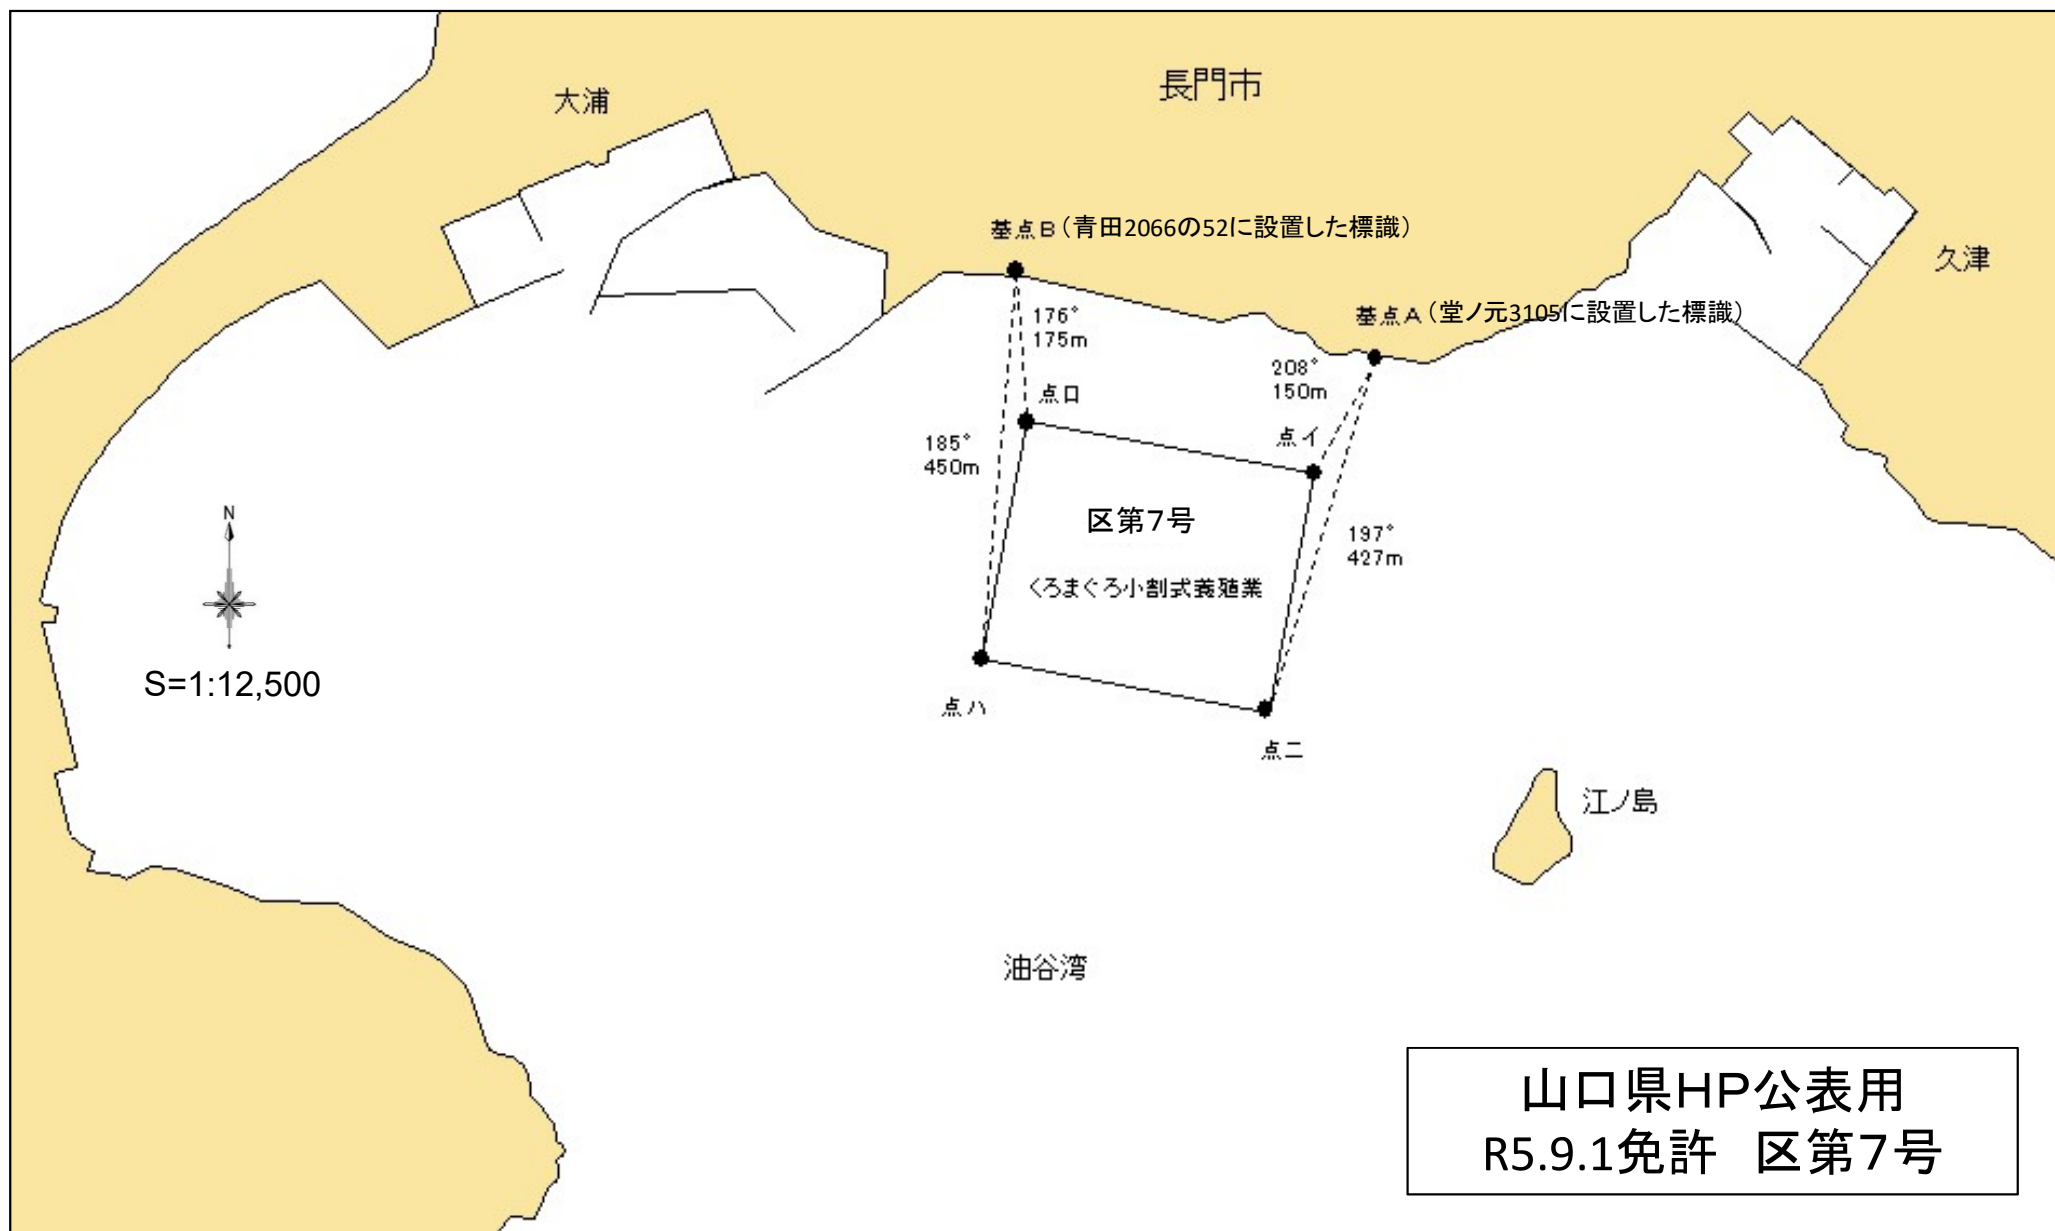 長門市
大浦
基点B（青田2066の52に設置した標識）
久津
基点A（堂ノ元3105に設置した標識）
176°
175m
208°
150m
点ロ
点イ
185°
450m
N
区第7号
197°
427m
くろまぐろ小割式養殖業
S=1:12,500
点ハ
点ニ
江ノ島
油谷湾
山口県HP公表用
R5.9.1免許　区第7号